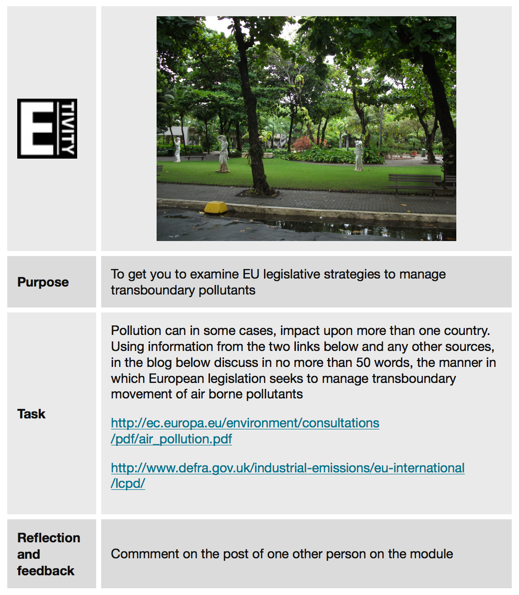 E
TIVITY
Purpose
To get you to examine EU legislative strategies to manage
transboundary pollutants
Task
Pollution can in some cases, impact upon more than one country.
Using information from the two links below and any other sources,
in the blog below discuss in no more than 50 words, the manner in
which European legislation seeks to manage transboundary
movement of air borne pollutants
http://ec.europa.eu/environment/consultations
/pdf/air_pollution.pdf
http://www.defra.gov.uk/industrial-emissions/eu-international
/lcpd/
Reflection
and
feedback
Commment on the post of one other person on the module